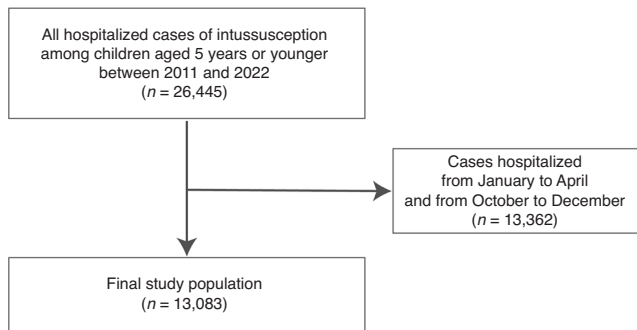 All hospitalized cases of intussusception
among children aged 5 years or younger
between 2011 and 2022
(n = 26,445)
Cases hospitalized
from January to April
and from October to December
(n = 13,362)
Final study population
(n = 13,083)